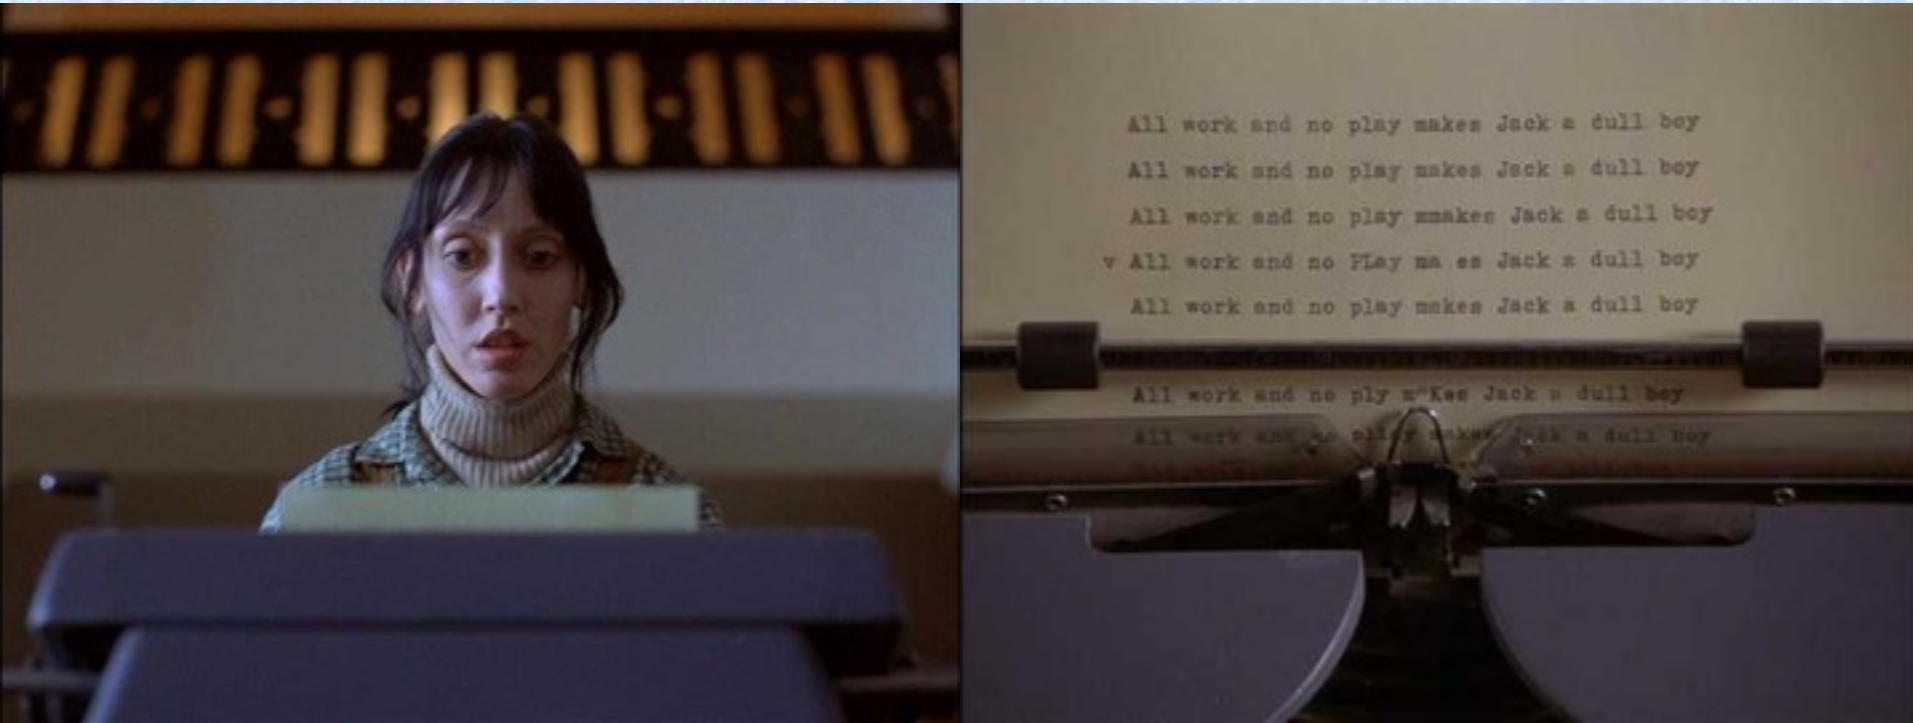 All work and no play makes Jack a dull boy
All work and no play makes Jack a dull boy
All work and no play mmakes Jack a dull boy
v All work and no PLay ma es Jack a dull boy
All work and no play makes Jack a dull boy
All work and no ply m Kes Jack a dull boy
All work and no makes Jack a dull boy